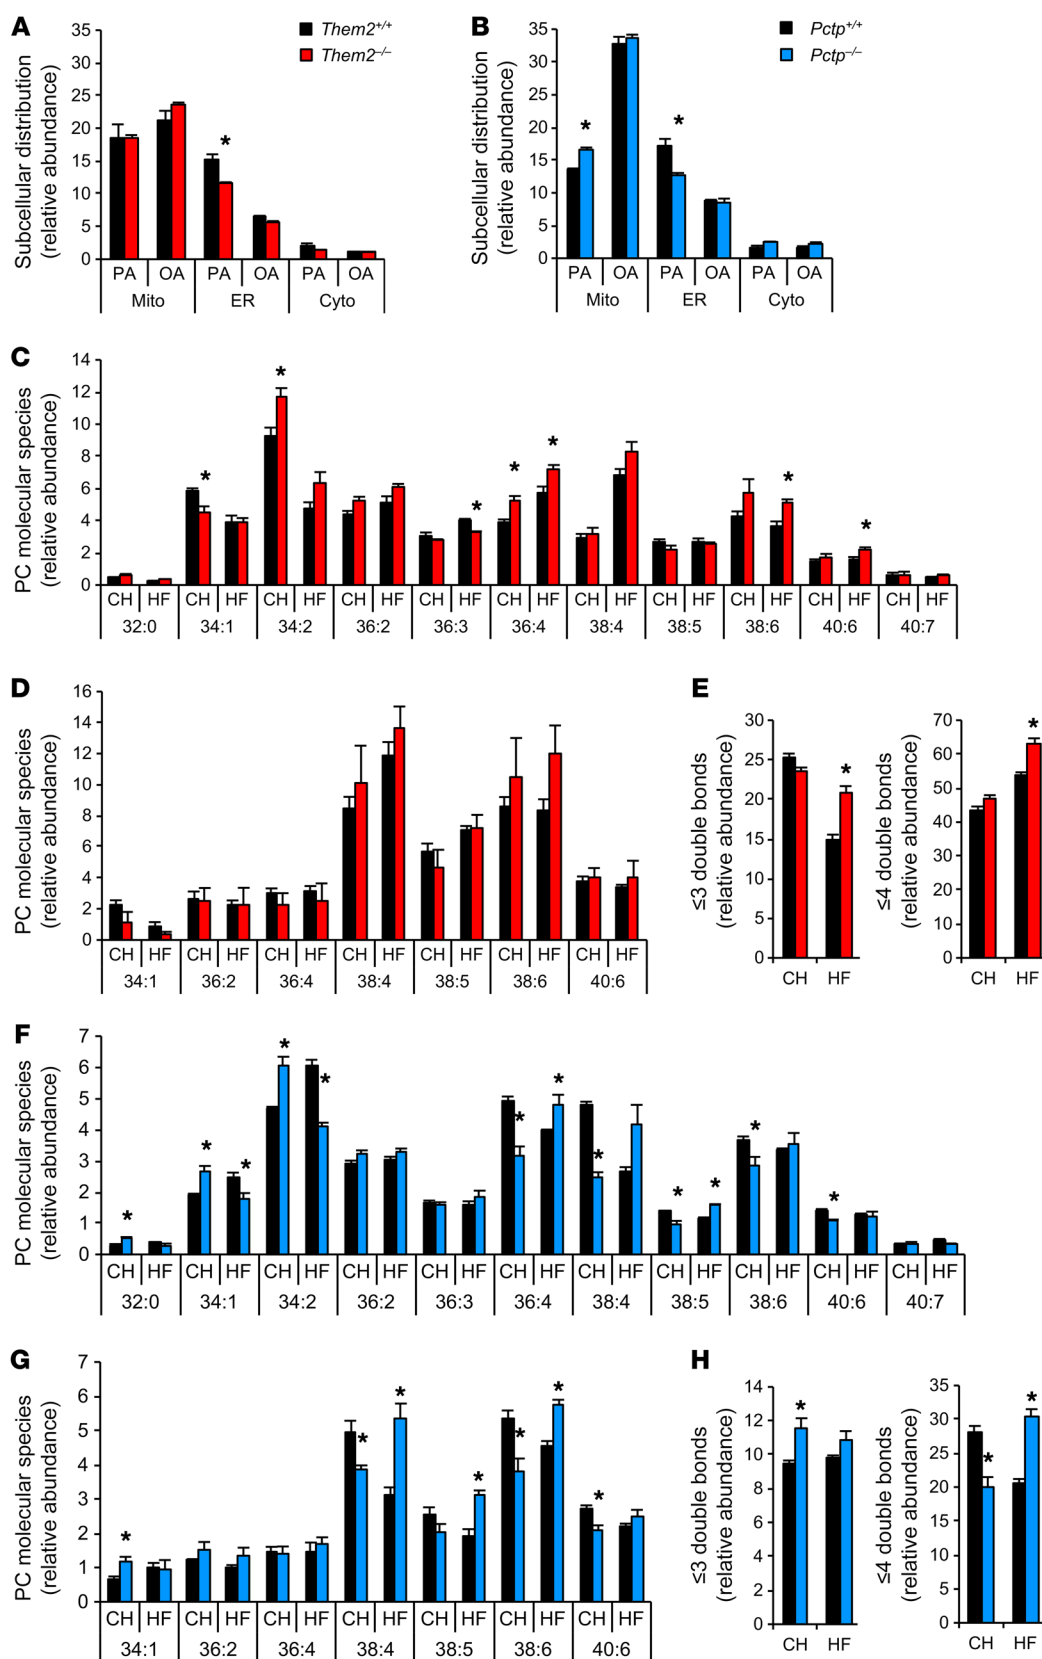 A
Them2+/+
Them2–/–
Subcellular distribution
(relative abundance)
35
30
25
20
15
10
5
0
*
PA OA PA OA PA OA
Mito ER Cyto
B
Pctp+/+
Pctp–/–
Subcellular distribution
(relative abundance)
35
30
25
20
15
10
5
0
* *
PA OA PA OA PA OA
Mito ER Cyto
C
PC molecular species
(relative abundance)
14
12
10
8
6
4
2
0
* * * * * * *
CH HF CH HF CH HF CH HF CH HF CH HF CH HF CH HF CH HF CH HF CH HF
32:0 34:1 34:2 36:2 36:3 36:4 38:4 38:5 38:6 40:6 40:7
D
PC molecular species
(relative abundance)
16
14
12
10
8
6
4
2
0
CH HF CH HF CH HF CH HF CH HF CH HF CH HF
34:1 36:2 36:4 38:4 38:5 38:6 40:6
E
≤3 double bonds
(relative abundance)
30
25
20
15
10
5
0
*
CH HF
≤4 double bonds
(relative abundance)
70
60
50
40
30
20
10
0
*
CH HF
F
PC molecular species
(relative abundance)
7
6
5
4
3
2
1
0
* * * * * * * * * * * *
CH HF CH HF CH HF CH HF CH HF CH HF CH HF CH HF CH HF CH HF CH HF
32:0 34:1 34:2 36:2 36:3 36:4 38:4 38:5 38:6 40:6 40:7
G
PC molecular species
(relative abundance)
7
6
5
4
3
2
1
0
* * * * * * *
CH HF CH HF CH HF CH HF CH HF CH HF CH HF
34:1 36:2 36:4 38:4 38:5 38:6 40:6
H
≤3 double bonds
(relative abundance)
14
12
10
8
6
4
2
0
*
CH HF
≤4 double bonds
(relative abundance)
35
30
25
20
15
10
5
0
* *
CH HF